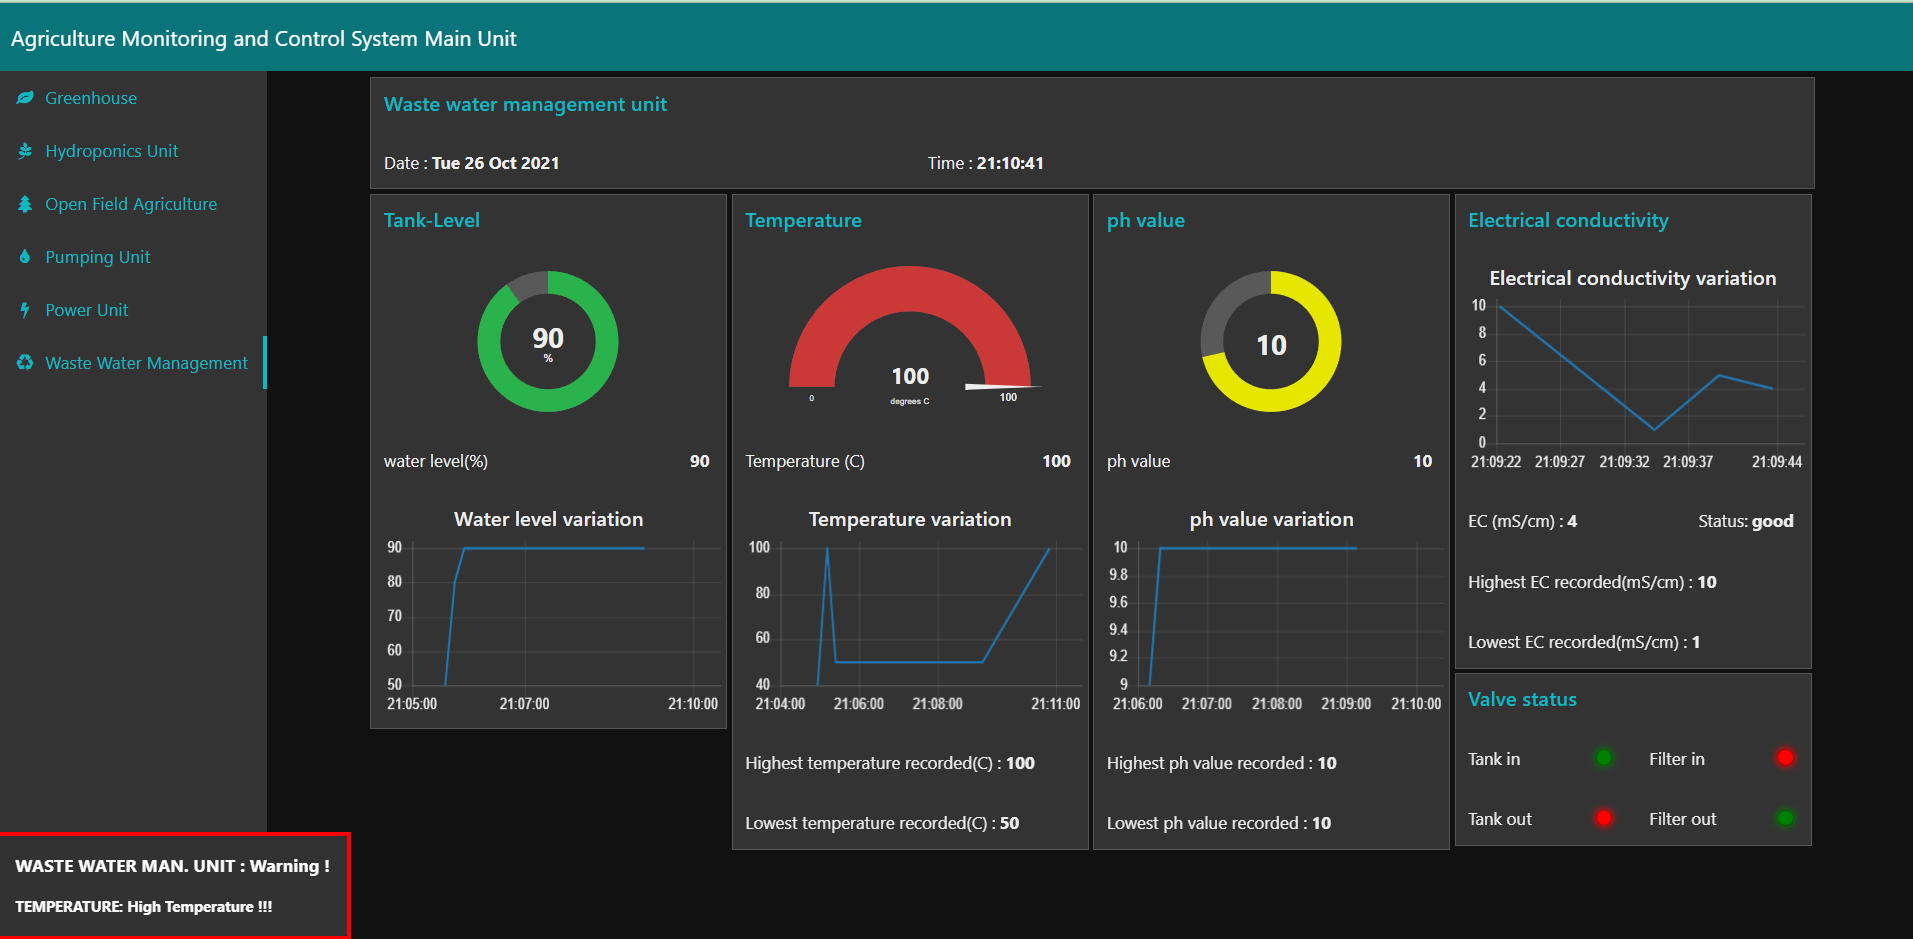 Agriculture Monitoring and Control System Main Unit
Greenhouse
Hydroponics Unit
Open Field Agriculture
Pumping Unit
Power Unit
Waste Water Management
Waste water management unit
Date : Tue 26 Oct 2021 Time : 21:10:41
Tank-Level
90
%
water level(%) 90
Water level variation
90
80
70
60
50
21:05:00 21:07:00 21:10:00
Temperature
100
degrees C
0 100
Temperature (C) 100
Temperature variation
100
80
60
40
21:04:00 21:06:00 21:08:00 21:11:00
Highest temperature recorded(C) : 100
Lowest temperature recorded(C) : 50
ph value
10
ph value 10
ph value variation
10
9.8
9.6
9.4
9.2
9
21:06:00 21:07:00 21:08:00 21:09:00 21:10:00
Highest ph value recorded : 10
Lowest ph value recorded : 10
Electrical conductivity
Electrical conductivity variation
10
8
6
4
2
0
21:09:22 21:09:27 21:09:32 21:09:37 21:09:44
EC (mS/cm) : 4 Status: good
Highest EC recorded(mS/cm) : 10
Lowest EC recorded(mS/cm) : 1
Valve status
Tank in Filter in
Tank out Filter out
WASTE WATER MAN. UNIT : Warning !
TEMPERATURE: High Temperature !!!